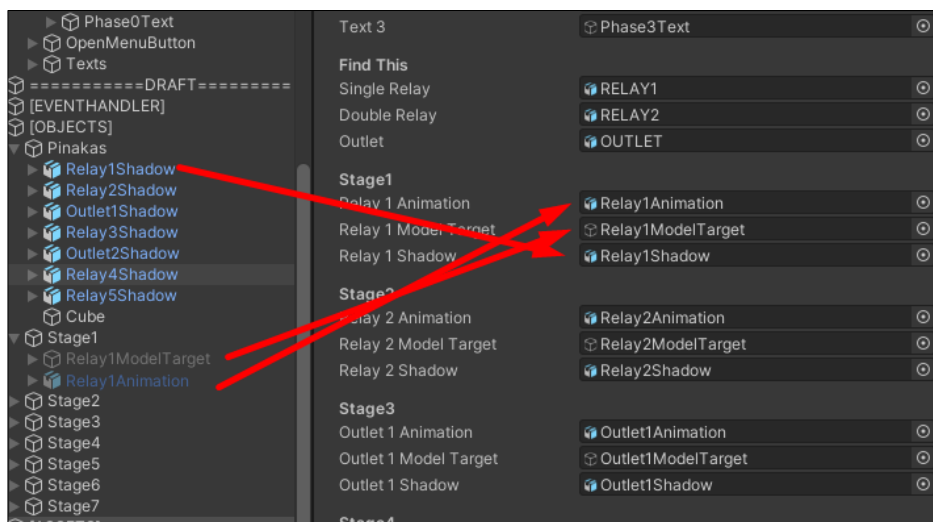 Phase0Text
OpenMenuButton
Texts
===========DRAFT=========
[EVENTHANDLER]
[OBJECTS]
Pinakas
Relay1Shadow
Relay2Shadow
Outlet1Shadow
Relay3Shadow
Outlet2Shadow
Relay4Shadow
Relay5Shadow
Cube
Stage1
Relay1ModelTarget
Relay1Animation
Stage2
Stage3
Stage4
Stage5
Stage6
Stage7
Text 3 Phase3Text
Find This
Single Relay RELAY1
Double Relay RELAY2
Outlet OUTLET
Stage1
Relay 1 Animation Relay1Animation
Relay 1 Model Target Relay1ModelTarget
Relay 1 Shadow Relay1Shadow
Stage2
Relay 2 Animation Relay2Animation
Relay 2 Model Target Relay2ModelTarget
Relay 2 Shadow Relay2Shadow
Stage3
Outlet 1 Animation Outlet1Animation
Outlet 1 Model Target Outlet1ModelTarget
Outlet 1 Shadow Outlet1Shadow
Stage4